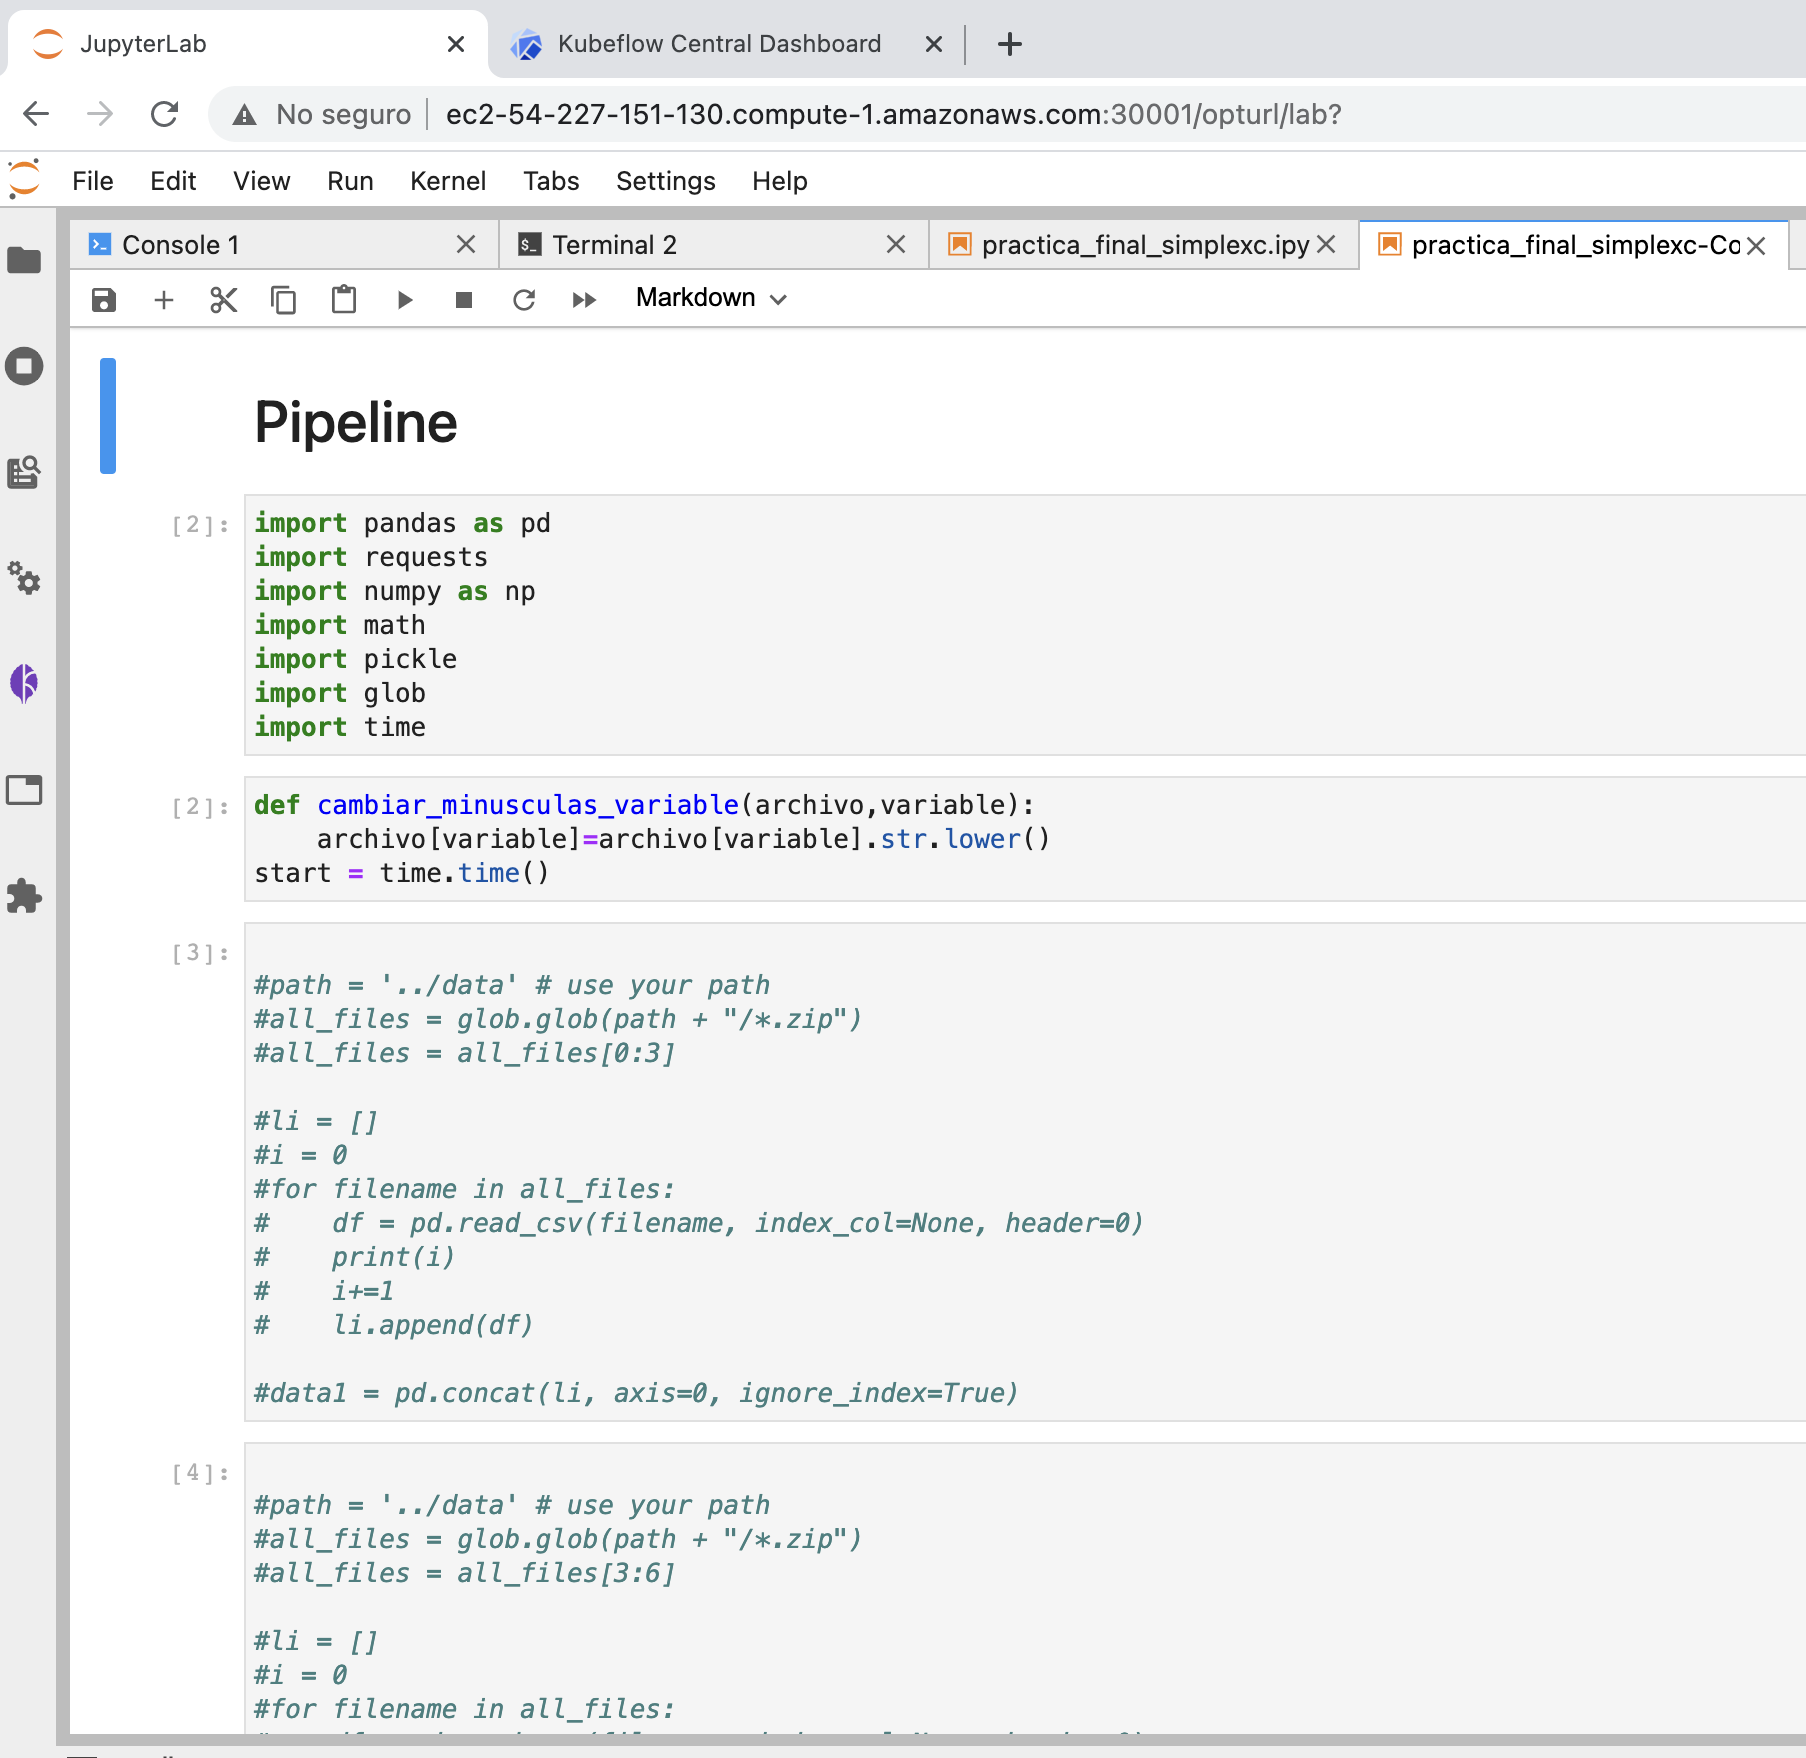 JupyterLab
Kubeflow Central Dashboard
No seguro
ec2-54-227-151-130.compute-1.amazonaws.com:30001/opturl/lab?
File Edit View Run Kernel Tabs Settings Help
Console 1
Terminal 2
practica_final_simplexc.ipy
practica_final_simplexc-Co
Markdown
Pipeline
[2]:
import pandas as pd
import requests
import numpy as np
import math
import pickle
import glob
import time
[2]:
def cambiar_minusculas_variable(archivo,variable):
    archivo[variable]=archivo[variable].str.lower()
start = time.time()
[3]:
#path = '../data' # use your path
#all_files = glob.glob(path + "/*.zip")
#all_files = all_files[0:3]
#li = []
#i = 0
#for filename in all_files:
#    df = pd.read_csv(filename, index_col=None, header=0)
#    print(i)
#    i+=1
#    li.append(df)
#data1 = pd.concat(li, axis=0, ignore_index=True)
[4]:
#path = '../data' # use your path
#all_files = glob.glob(path + "/*.zip")
#all_files = all_files[3:6]
#li = []
#i = 0
#for filename in all_files: